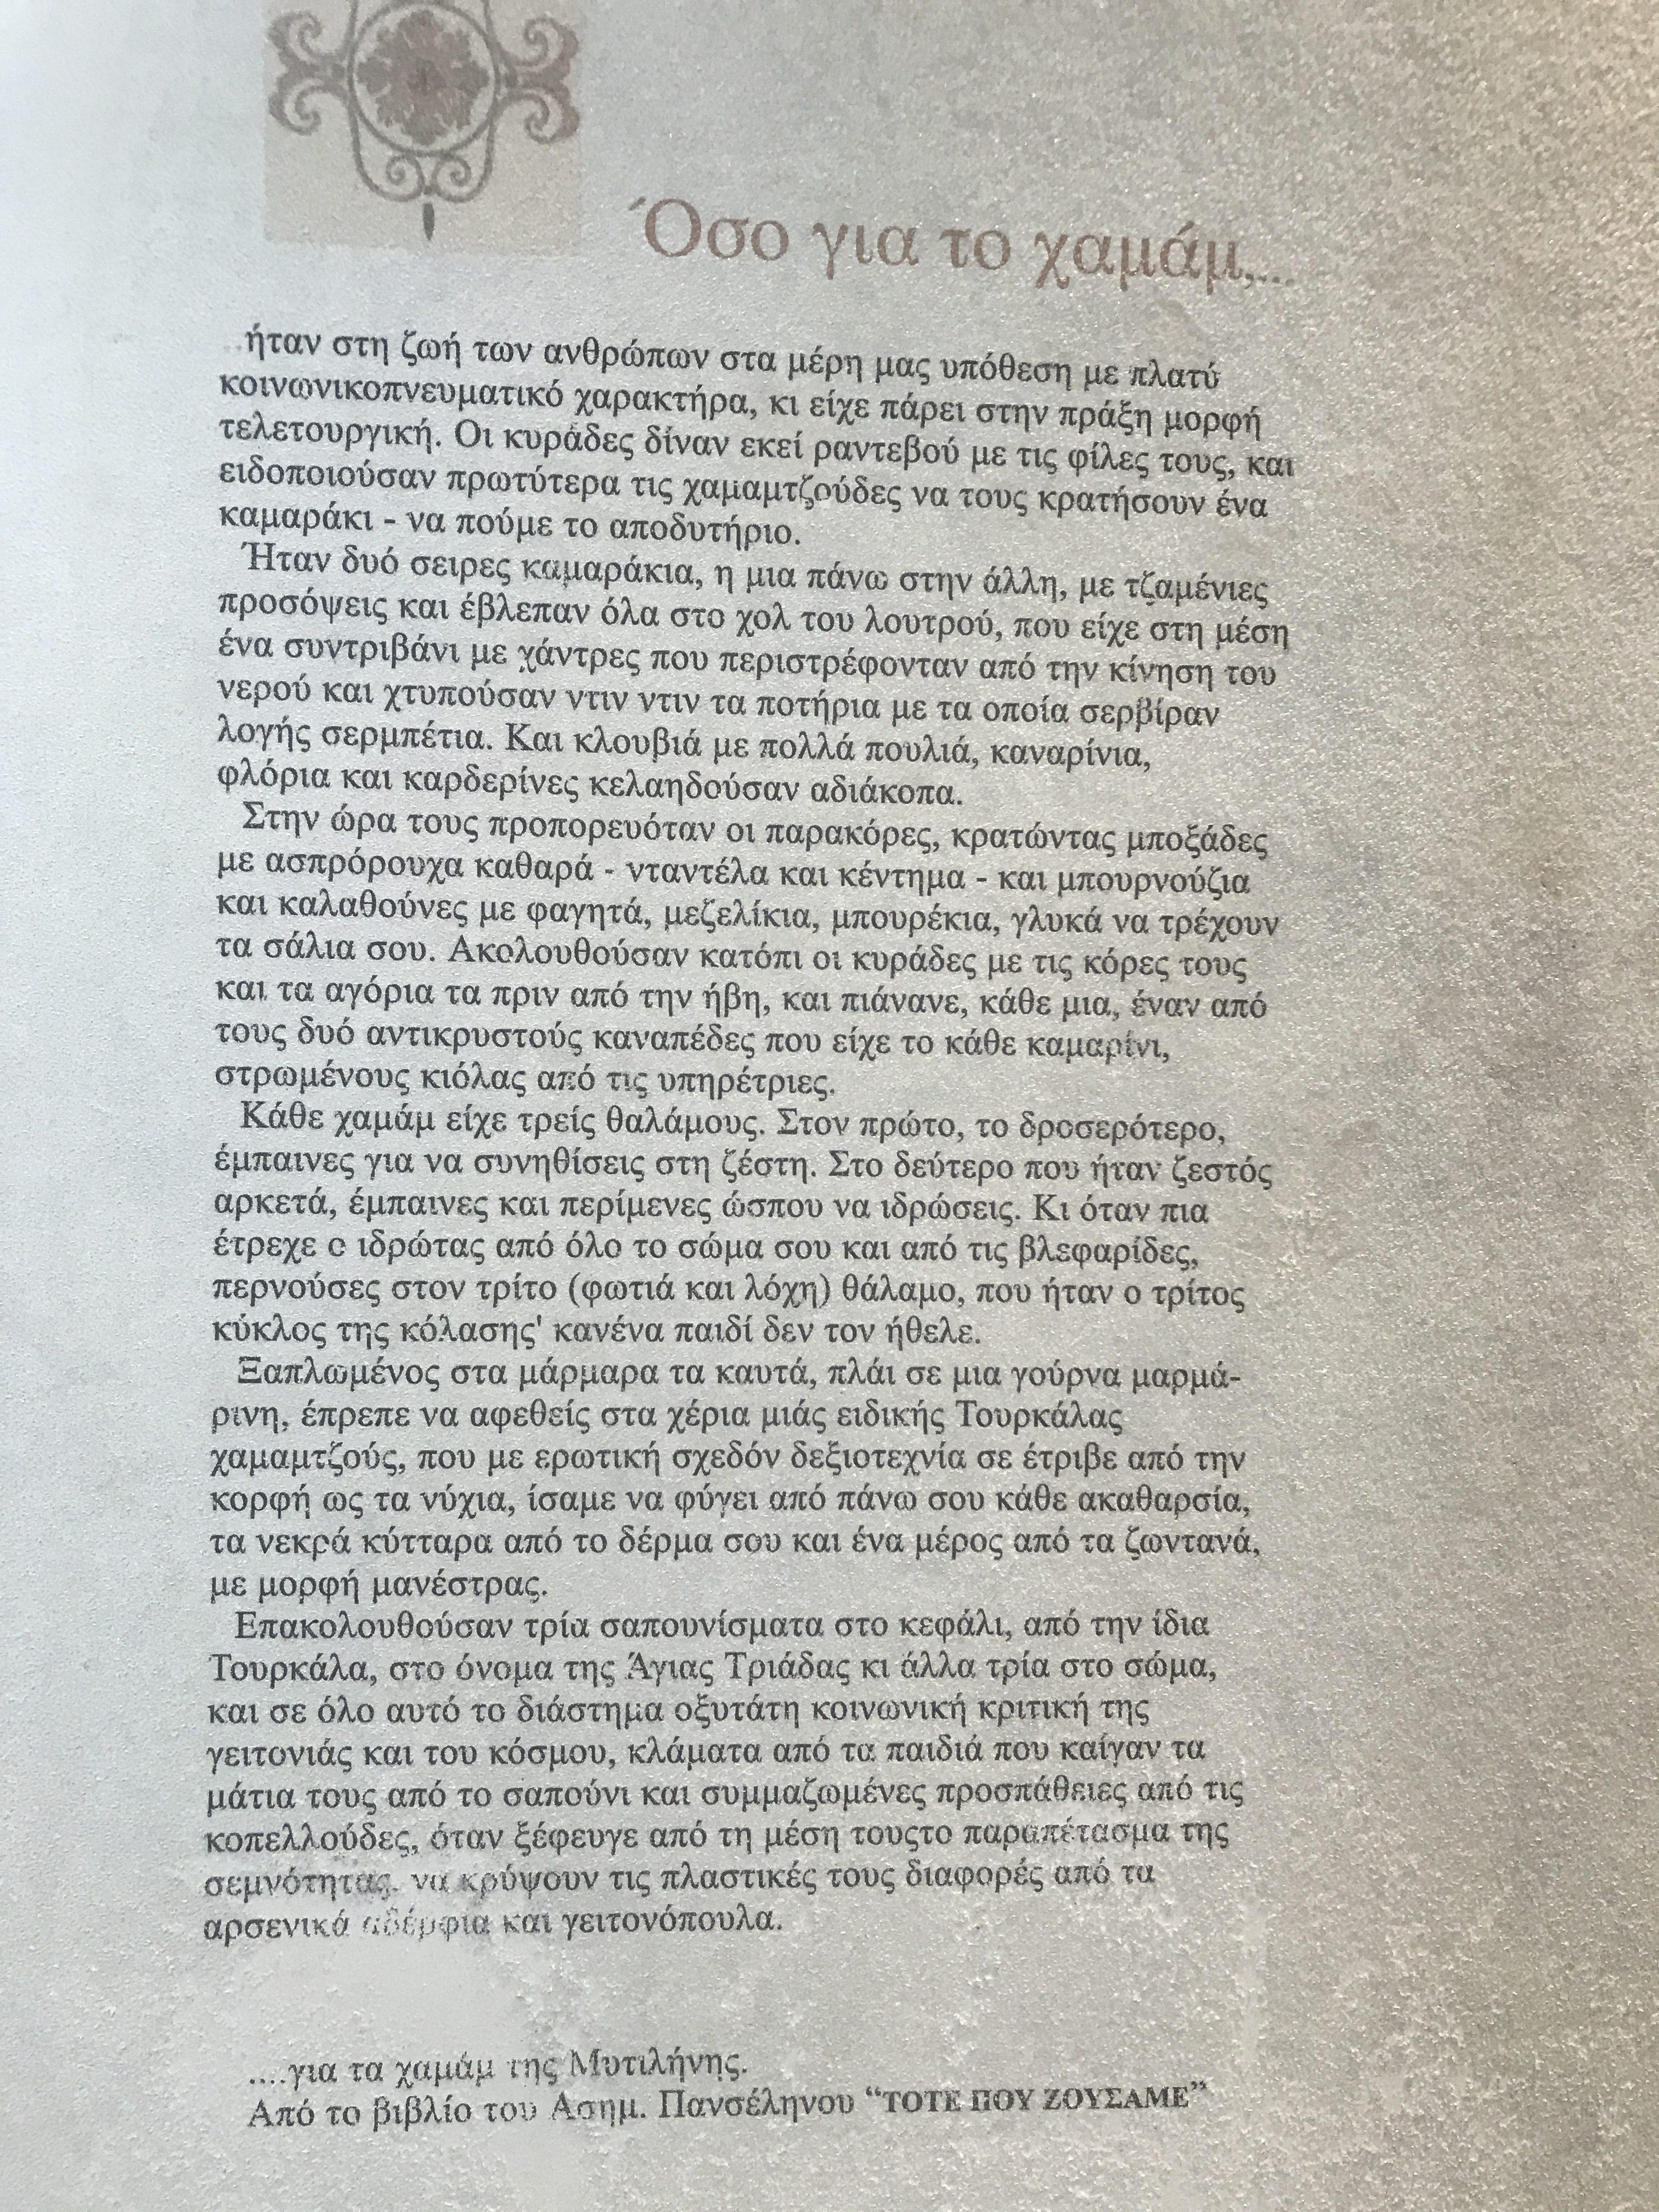 Όσο για το χαμάμ,...
ήταν στη ζωή των ανθρώπων στα μέρη μας υπόθεση με πλατύ
κοινωνικοπνευματικό χαρακτήρα, κι είχε πάρει στην πράξη μορφή
τελετουργική. Οι κυράδες δίναν εκεί ραντεβού με τις φίλες τους, και
ειδοποιούσαν πρωτύτερα τις χαμαμτζούδες να τους κρατήσουν ένα
καμαράκι - να πούμε το αποδυτήριο.
Ήταν δυό σειρες καμαράκια, η μια πάνω στην άλλη, με τζαμένιες
προσόψεις και έβλεπαν όλα στο χολ του λουτρού, που είχε στη μέση
ένα συντριβάνι με χάντρες που περιστρέφονταν από την κίνηση του
νερού και χτυπούσαν ντιν ντιν τα ποτήρια με τα οποία σερβίραν
λογής σερμπέτια. Και κλουβιά με πολλά πουλιά, καναρίνια,
φλόρια και καρδερίνες κελαηδούσαν αδιάκοπα.
Στην ώρα τους προπορευόταν οι παρακόρες, κρατώντας μποξάδες
με ασπρόρουχα καθαρά - νταντέλα και κέντημα - και μπουρνούζια
και καλαθούνες με φαγητά, μεζελίκια, μπουρέκια, γλυκά να τρέχουν
τα σάλια σου. Ακολουθούσαν κατόπι οι κυράδες με τις κόρες τους
και τα αγόρια τα πριν από την ήβη, και πιάνανε, κάθε μια, έναν από
τους δυό αντικρυστούς καναπέδες που είχε το κάθε καμαρίνι,
στρωμένους κιόλας από τις υπηρέτριες.
Κάθε χαμάμ είχε τρείς θαλάμους. Στον πρώτο, το δροσερότερο,
έμπαινες για να συνηθίσεις στη ζέστη. Στο δεύτερο που ήταν ζεστός
αρκετά, έμπαινες και περίμενες ώσπου να ιδρώσεις. Κι όταν πια
έτρεχε ο ιδρώτας από όλο το σώμα σου και από τις βλεφαρίδες,
περνούσες στον τρίτο (φωτιά και λόχη) θάλαμο, που ήταν ο τρίτος
κύκλος της κόλασης' κανένα παιδί δεν τον ήθελε.
Ξαπλωμένος στα μάρμαρα τα καυτά, πλάι σε μια γούρνα μαρμά-
ρινη, έπρεπε να αφεθείς στα χέρια μιάς ειδικής Τουρκάλας
χαμαμτζούς, που με ερωτική σχεδόν δεξιοτεχνία σε έτριβε από την
κορφή ως τα νύχια, ίσαμε να φύγει από πάνω σου κάθε ακαθαρσία,
τα νεκρά κύτταρα από το δέρμα σου και ένα μέρος από τα ζωντανά,
με μορφή μανέστρας.
Επακολουθούσαν τρία σαπουνίσματα στο κεφάλι, από την ίδια
Τουρκάλα, στο όνομα της Άγιας Τριάδας κι άλλα τρία στο σώμα,
και σε όλο αυτό το διάστημα οξυτάτη κοινωνική κριτική της
γειτονιάς και του κόσμου, κλάματα από τα παιδιά που καίγαν τα
μάτια τους από το σαπούνι και συμμαζωμένες προσπάθειες από τις
κοπελλούδες, όταν ξέφευγε από τη μέση τουςτο παραπέτασμα της
σεμνότητας. να κρύψουν τις πλαστικές τους διαφορές από τα
αρσενικά αδέρφια και γειτονόπουλα.
....για τα χαμάμ της Μυτιλήνης.
Από το βιβλίο του Ασημ. Πανσέληνου “ΤΟΤΕ ΠΟΥ ΖΟΥΣΑΜΕ”